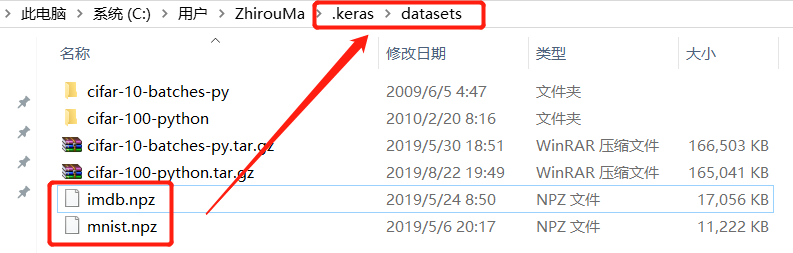 此电脑 > 系统 (C:) > 用户 > ZhirouMa > .keras > datasets
名称 修改日期 类型 大小
cifar-10-batches-py 2009/6/5 4:47 文件夹
cifar-100-python 2010/2/20 8:16 文件夹
cifar-10-batches-py.tar.gz 2019/5/30 18:51 WinRAR 压缩文件 166,503 KB
cifar-100-python.tar.gz 2019/8/22 19:49 WinRAR 压缩文件 165,041 KB
imdb.npz 2019/5/24 8:50 NPZ 文件 17,056 KB
mnist.npz 2019/5/6 20:17 NPZ 文件 11,222 KB